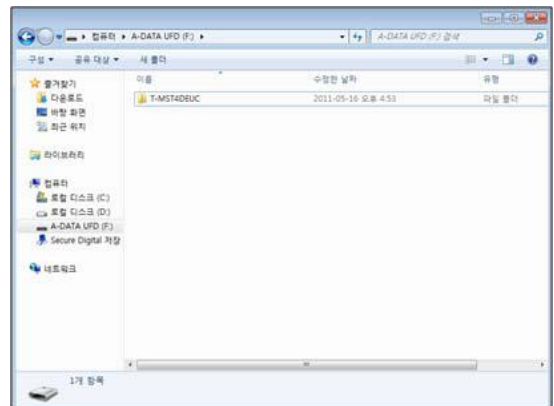 컴퓨터 ▸ A-DATA UFD (F:) ▸
A-DATA UFD (F:) 검색
구성 ▾ 공유 대상 ▾ 새 폴더
이름 수정한 날짜 유형
T-MST4DEUC 2011-05-16 오후 4:53 파일 폴더
즐겨찾기
다운로드
바탕 화면
최근 위치
라이브러리
컴퓨터
로컬 디스크 (C:)
로컬 디스크 (D:)
A-DATA UFD (F:)
Secure Digital 저장
네트워크
1개 항목